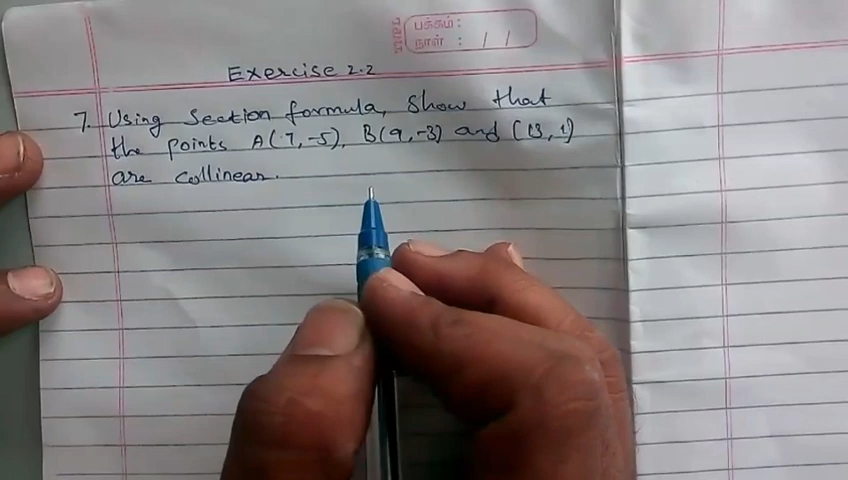 பக்கம் :
நாள் : / /
Exercise 2.2
7. Using Section formula, Show that
the points A(7,-5), B(9,-3) and (13, 1)
are collinear.